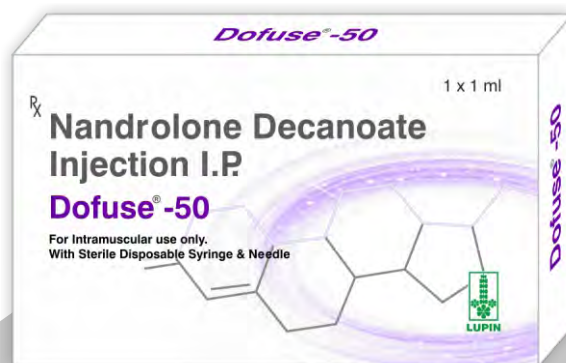 Dofuse®-50
1 x 1 ml
Rx
Nandrolone Decanoate
Injection I.P.
Dofuse®-50
For Intramuscular use only.
With Sterile Disposable Syringe & Needle
LUPIN
Dofuse®-50